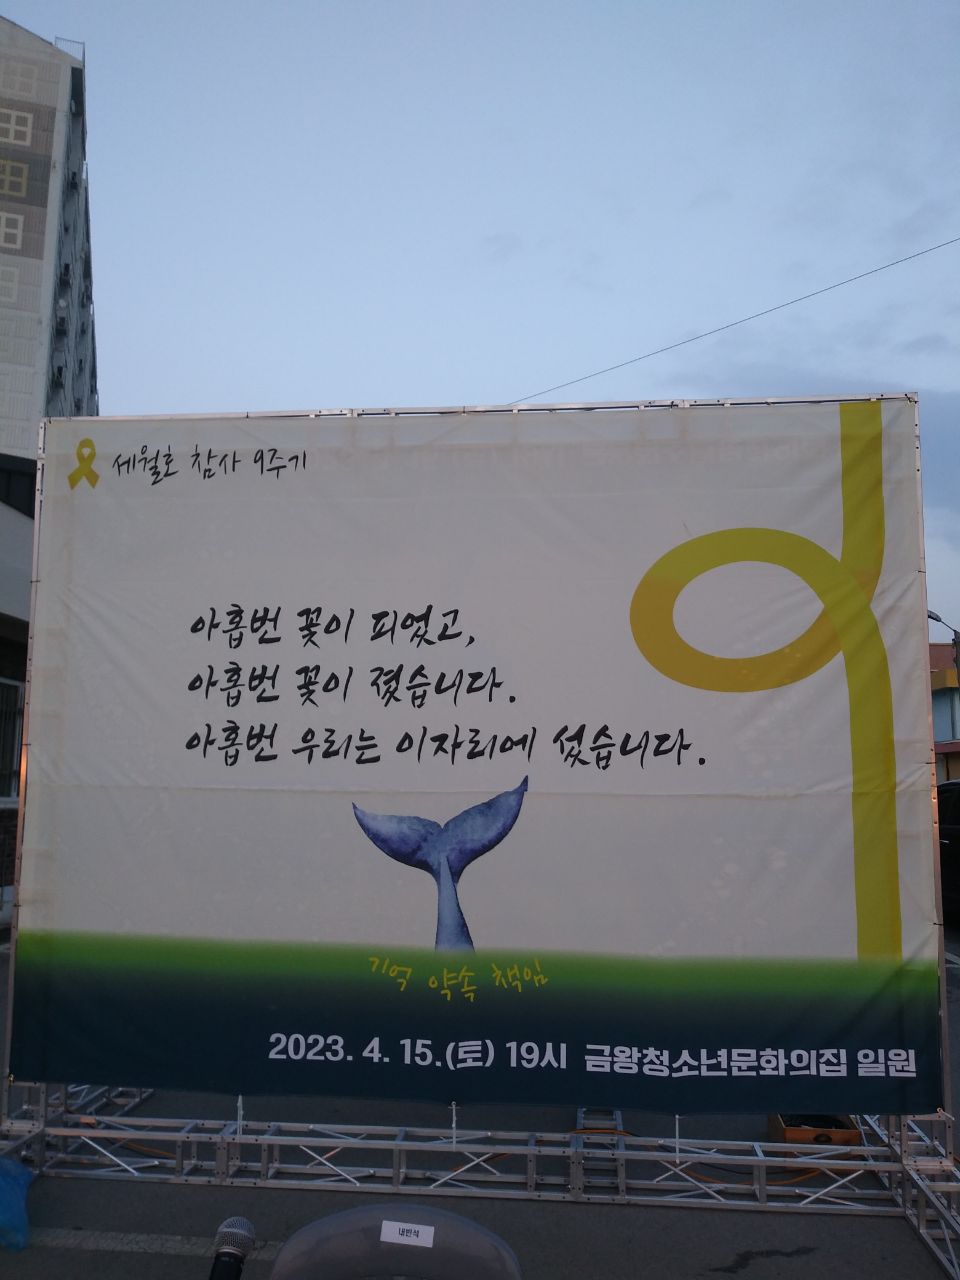 세월호 참사 9주기
아홉번 꽃이 피었고,
아홉번 꽃이 졌습니다.
아홉번 우리는 이자리에 섰습니다.
기억 약속 책임
2023. 4. 15.(토) 19시 금왕청소년문화의집 일원
내빈석